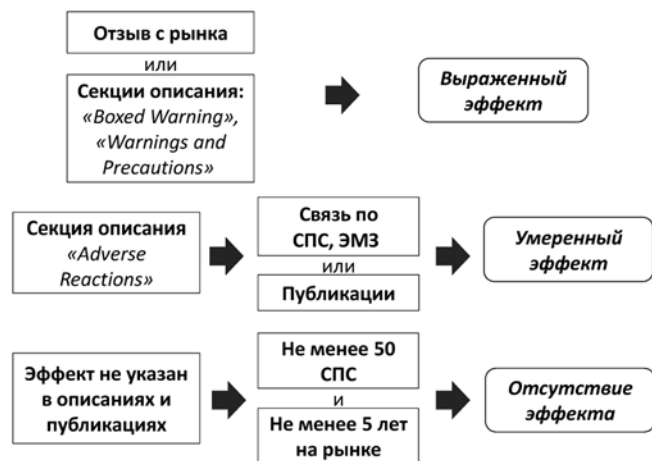 Отзыв с рынка
или
Секции описания:
«Boxed Warning»,
«Warnings and
Precautions»
Выраженный
эффект
Секция описания
«Adverse
Reactions»
Связь по
СПС, ЭМЗ
или
Публикации
Умеренный
эффект
Эффект не указан
в описаниях и
публикациях
Не менее 50
СПС
и
Не менее 5 лет
на рынке
Отсутствие
эффекта